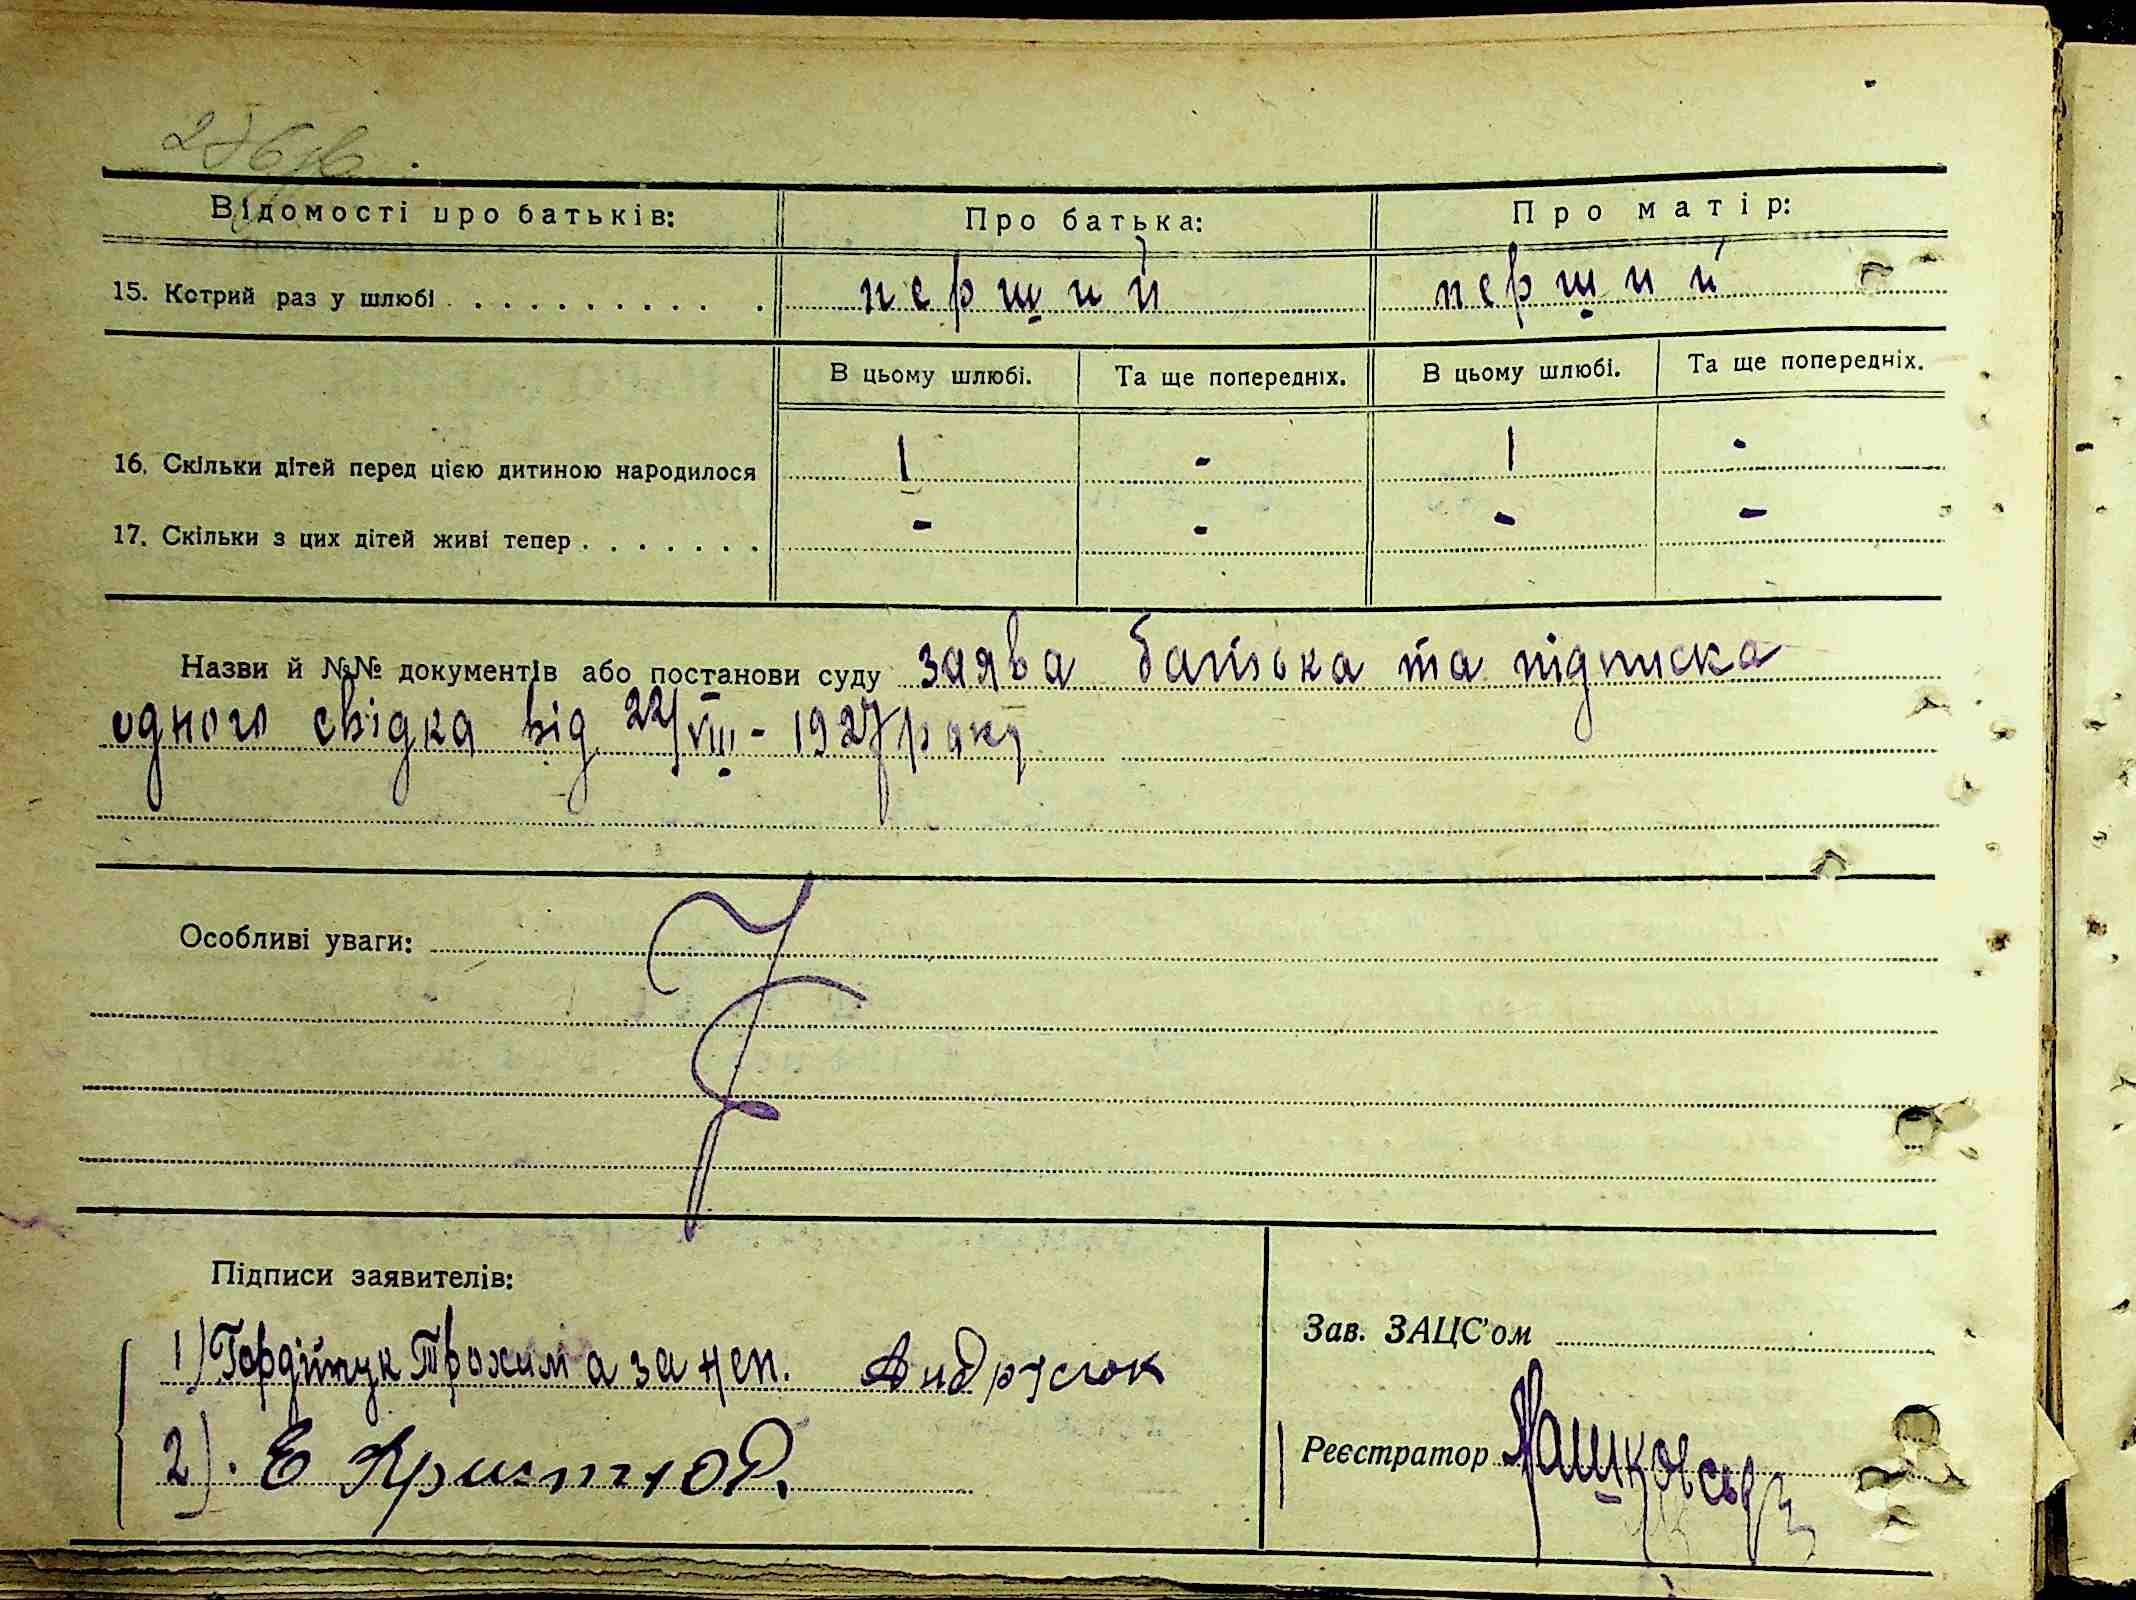 Відомості про батьків: Про батька: Про матір:
15. Котрий раз у шлюбі . . . . . . . . . . перший перший
В цьому шлюбі. Та ще попередніх. В цьому шлюбі. Та ще попередніх.
16. Скільки дітей перед цією дитиною народилося 1 - 1 -
17. Скільки з цих дітей живі тепер . . . . . . . - - - -
Назви й №№ документів або постанови суду заява батька та підписка
одного свідка від 22/VIII - 1927 року
Особливі уваги:
Підписи заявителів:
1) Гордійчук Трохим а за неп. Андрусюк
Зав. ЗАЦС'ом
2). Е
Реєстратор